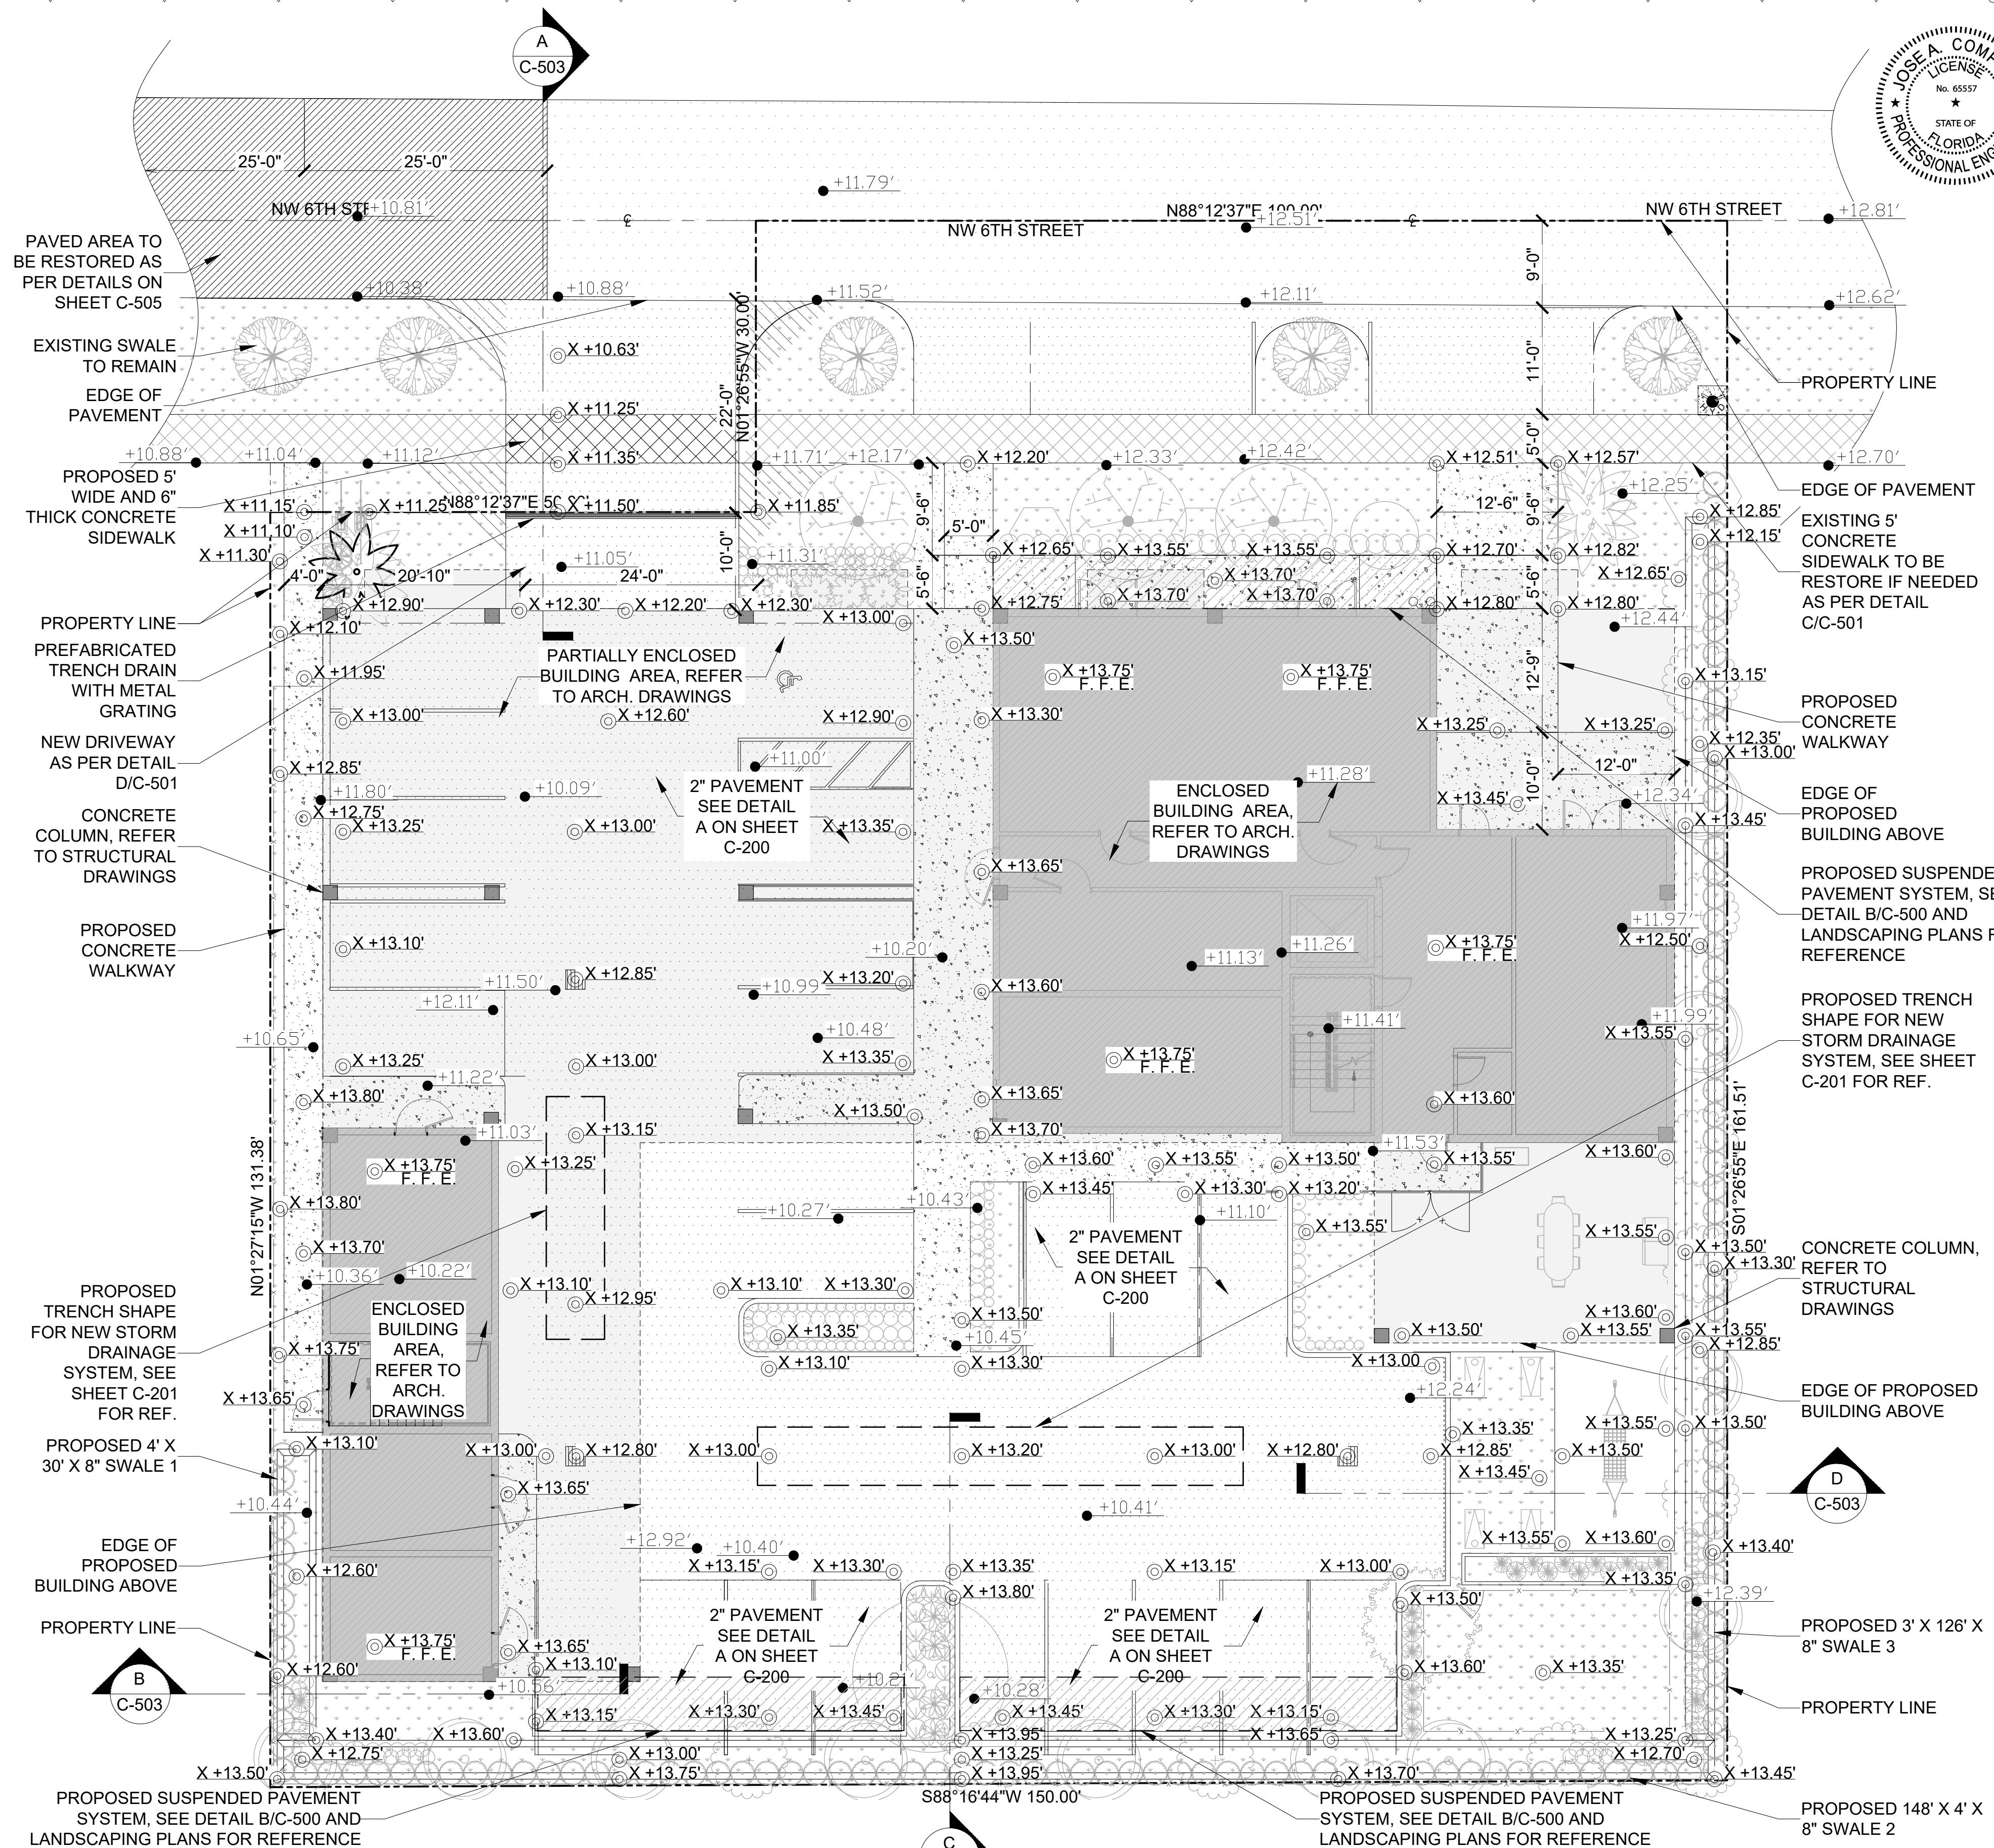 A
C-503
JOSE A. COMP
LICENSE
No. 65557
STATE OF
FLORIDA
PROFESSIONAL ENG
25'-0"
25'-0"
+11.79'
NW 6TH STR
+10.81'
N88°12'37"E 100.00'
+12.51'
NW 6TH STREET
NW 6TH STREET
+12.81'
PAVED AREA TO
BE RESTORED AS
PER DETAILS ON
SHEET C-505
9'-0"
+10.38'
+10.88'
+11.52'
+12.11'
+12.62'
EXISTING SWALE
TO REMAIN
EDGE OF
PAVEMENT
X +10.63'
N01°26'55"W 30.00'
22'-0"
11'-0"
PROPERTY LINE
X +11.25'
+10.88'
+11.04'
+11.12'
X +11.35'
+11.71'
+12.17'
X +12.20'
+12.33'
+12.42'
X +12.51'
5'-0"
X +12.57'
+12.70'
PROPOSED 5'
WIDE AND 6"
THICK CONCRETE
SIDEWALK
X +11.15'
X +11.25'
N88°12'37"E 50
X +11.50'
X +11.85'
9'-6"
5'-0"
12'-6"
9'-6"
+12.25'
X +12.85'
X +12.15'
EDGE OF PAVEMENT
X +11.10'
X +11.30'
+11.05'
+11.31'
10'-0"
X +12.65'
X +13.55'
X +13.55'
X +12.70'
X +12.82'
EXISTING 5'
CONCRETE
SIDEWALK TO BE
RESTORE IF NEEDED
AS PER DETAIL
C/C-501
4'-0"
20'-10"
24'-0"
5'-6"
X +13.70'
5'-6"
X +12.65'
X +12.90'
X +12.30'
X +12.20'
X +12.30'
X +13.00'
X +12.75'
X +13.70'
X +13.70'
X +12.80'
X +12.80'
PROPERTY LINE
X +12.10'
X +13.50'
+12.44'
PREFABRICATED
TRENCH DRAIN
WITH METAL
GRATING
PARTIALLY ENCLOSED
BUILDING AREA, REFER
TO ARCH. DRAWINGS
X +11.95'
X +13.75'
F. F. E.
X +13.75'
F. F. E.
12'-9"
X +13.15'
PROPOSED
CONCRETE
WALKWAY
X +13.00'
X +12.60'
X +12.90'
X +13.30'
X +13.25'
X +13.25'
X +12.35'
X +13.00'
NEW DRIVEWAY
AS PER DETAIL
D/C-501
X +12.85'
+11.00'
+11.28'
12'-0"
10'-0"
+11.80'
+10.09'
2" PAVEMENT
SEE DETAIL
A ON SHEET
C-200
ENCLOSED
BUILDING AREA,
REFER TO ARCH.
DRAWINGS
X +13.45'
+12.34'
EDGE OF
PROPOSED
BUILDING ABOVE
CONCRETE
COLUMN, REFER
TO STRUCTURAL
DRAWINGS
X +12.75'
X +13.25'
X +13.00'
X +13.35'
X +13.45'
X +13.65'
PROPOSED SUSPENDE
PAVEMENT SYSTEM, SE
DETAIL B/C-500 AND
LANDSCAPING PLANS F
REFERENCE
PROPOSED
CONCRETE
WALKWAY
X +13.10'
+10.20'
+11.26'
+11.13'
X +13.75'
F. F. E.
+11.97'
X +12.50'
+11.50'
X +12.85'
X +13.20'
+10.99
X +13.60'
+12.11'
PROPOSED TRENCH
SHAPE FOR NEW
STORM DRAINAGE
SYSTEM, SEE SHEET
C-201 FOR REF.
+10.65'
+10.48'
+11.41'
+11.99'
X +13.55'
X +13.25'
X +13.00'
X +13.35'
X +13.75'
F. F. E.
+11.22'
X +13.80'
X +13.50'
X +13.65'
X +13.60'
+11.03'
X +13.15'
X +13.70'
+11.53'
N01°27'15"W 131.38'
S01°26'55"E 161.51'
X +13.75'
F. F. E.
X +13.25'
X +13.60'
X +13.55'
X +13.50'
X +13.55'
X +13.60'
X +13.80'
+10.43'
X +13.45'
X +13.30'
X +13.20'
+10.27'
+11.10'
X +13.55'
X +13.55'
X +13.70'
2" PAVEMENT
SEE DETAIL
A ON SHEET
C-200
X +13.50'
X +13.30'
CONCRETE COLUMN,
REFER TO
STRUCTURAL
DRAWINGS
+10.36'
+10.22'
PROPOSED
TRENCH SHAPE
FOR NEW STORM
DRAINAGE
SYSTEM, SEE
SHEET C-201
FOR REF.
ENCLOSED
BUILDING
AREA,
REFER TO
ARCH.
DRAWINGS
X +13.10'
X +12.95'
X +13.10'
X +13.30'
X +13.50'
X +13.60'
X +13.35'
+10.45'
X +13.50'
X +13.55'
X +13.55'
X +12.85'
X +13.75'
X +13.10'
X +13.30'
X +13.00
X +13.65'
+12.24'
EDGE OF PROPOSED
BUILDING ABOVE
X +13.35'
X +13.55'
X +13.50'
PROPOSED 4' X
30' X 8" SWALE 1
X +13.10'
X +13.00'
X +12.80'
X +13.00'
X +13.20'
X +13.00'
X +12.80'
X +12.85'
X +13.50'
X +13.45'
X +13.65'
D
C-503
+10.44'
+10.41'
EDGE OF
PROPOSED
BUILDING ABOVE
+12.92'
+10.40'
X +13.55'
X +13.60'
X +13.40'
X +12.60'
X +13.15'
X +13.30'
X +13.35'
X +13.15'
X +13.00'
X +13.35'
X +13.80'
X +13.50'
+12.39'
PROPERTY LINE
2" PAVEMENT
SEE DETAIL
A ON SHEET
C-200
2" PAVEMENT
SEE DETAIL
A ON SHEET
C-200
PROPOSED 3' X 126' X
8" SWALE 3
X +13.75'
F. F. E.
X +13.65'
X +13.10'
X +12.60'
X +13.60'
X +13.35'
B
C-503
+10.56'
+10.21
+10.28'
PROPERTY LINE
X +13.15'
X +13.30'
X +13.45'
X +13.45'
X +13.30'
X +13.15'
X +13.40'
X +13.60'
X +13.95'
X +13.65'
X +13.25'
X +12.75'
X +13.00'
X +13.25'
X +12.70'
X +13.50'
X +13.75'
X +13.95'
X +13.70'
X +13.45'
S88°16'44"W 150.00'
PROPOSED SUSPENDED PAVEMENT
SYSTEM, SEE DETAIL B/C-500 AND
LANDSCAPING PLANS FOR REFERENCE
PROPOSED SUSPENDED PAVEMENT
SYSTEM, SEE DETAIL B/C-500 AND
LANDSCAPING PLANS FOR REFERENCE
PROPOSED 148' X 4' X
8" SWALE 2
C